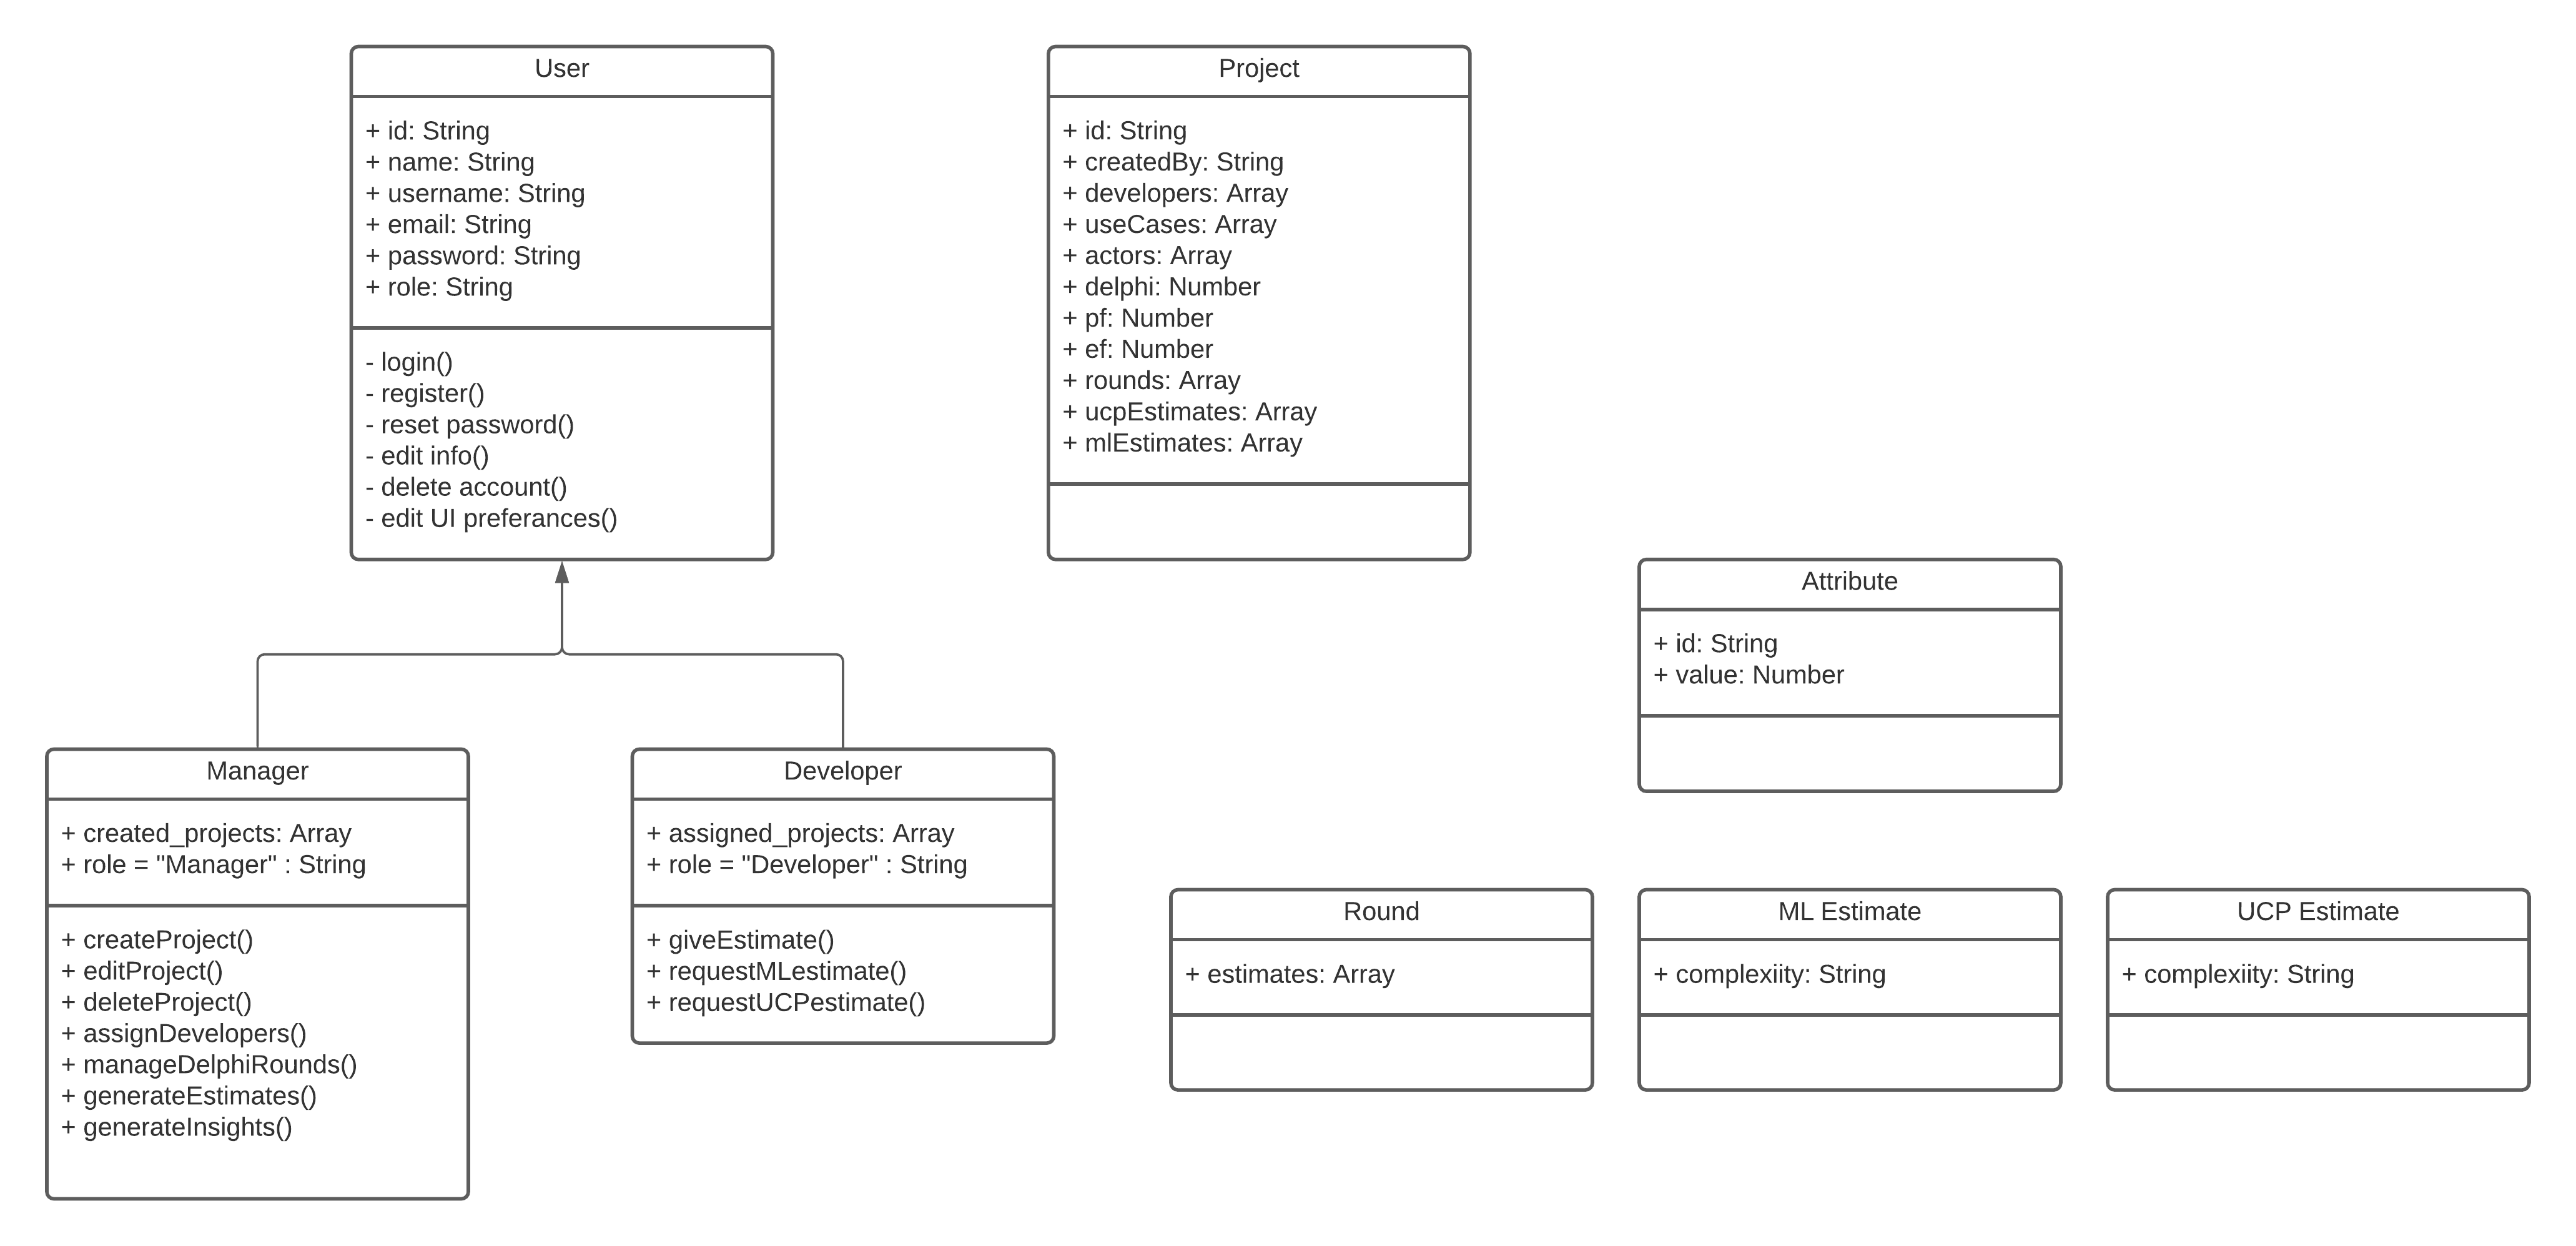 User
+ id: String
+ name: String
+ username: String
+ email: String
+ password: String
+ role: String
- login()
- register()
- reset password()
- edit info()
- delete account()
- edit UI preferances()
Project
+ id: String
+ createdBy: String
+ developers: Array
+ useCases: Array
+ actors: Array
+ delphi: Number
+ pf: Number
+ ef: Number
+ rounds: Array
+ ucpEstimates: Array
+ mlEstimates: Array
Attribute
+ id: String
+ value: Number
Manager
+ created_projects: Array
+ role = "Manager" : String
+ createProject()
+ editProject()
+ deleteProject()
+ assignDevelopers()
+ manageDelphiRounds()
+ generateEstimates()
+ generateInsights()
Developer
+ assigned_projects: Array
+ role = "Developer" : String
+ giveEstimate()
+ requestMLestimate()
+ requestUCPestimate()
Round
+ estimates: Array
ML Estimate
+ complexiity: String
UCP Estimate
+ complexiity: String